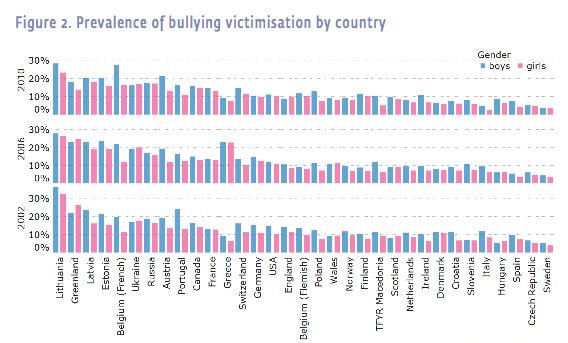 Figure 2. Prevalence of bullying victimisation by country
Gender
boys girls
2010
30%
20%
10%
0%
2006
30%
20%
10%
0%
2002
30%
20%
10%
0%
Lithuania
Greenland
Latvia
Estonia
Belgium (French)
Ukraine
Russia
Austria
Portugal
Canada
France
Greece
Switzerland
Germany
USA
England
Belgium (Flemish)
Poland
Wales
Norway
Finland
TFYR Macedonia
Scotland
Netherlands
Ireland
Denmark
Croatia
Slovenia
Italy
Hungary
Spain
Czech Republic
Sweden